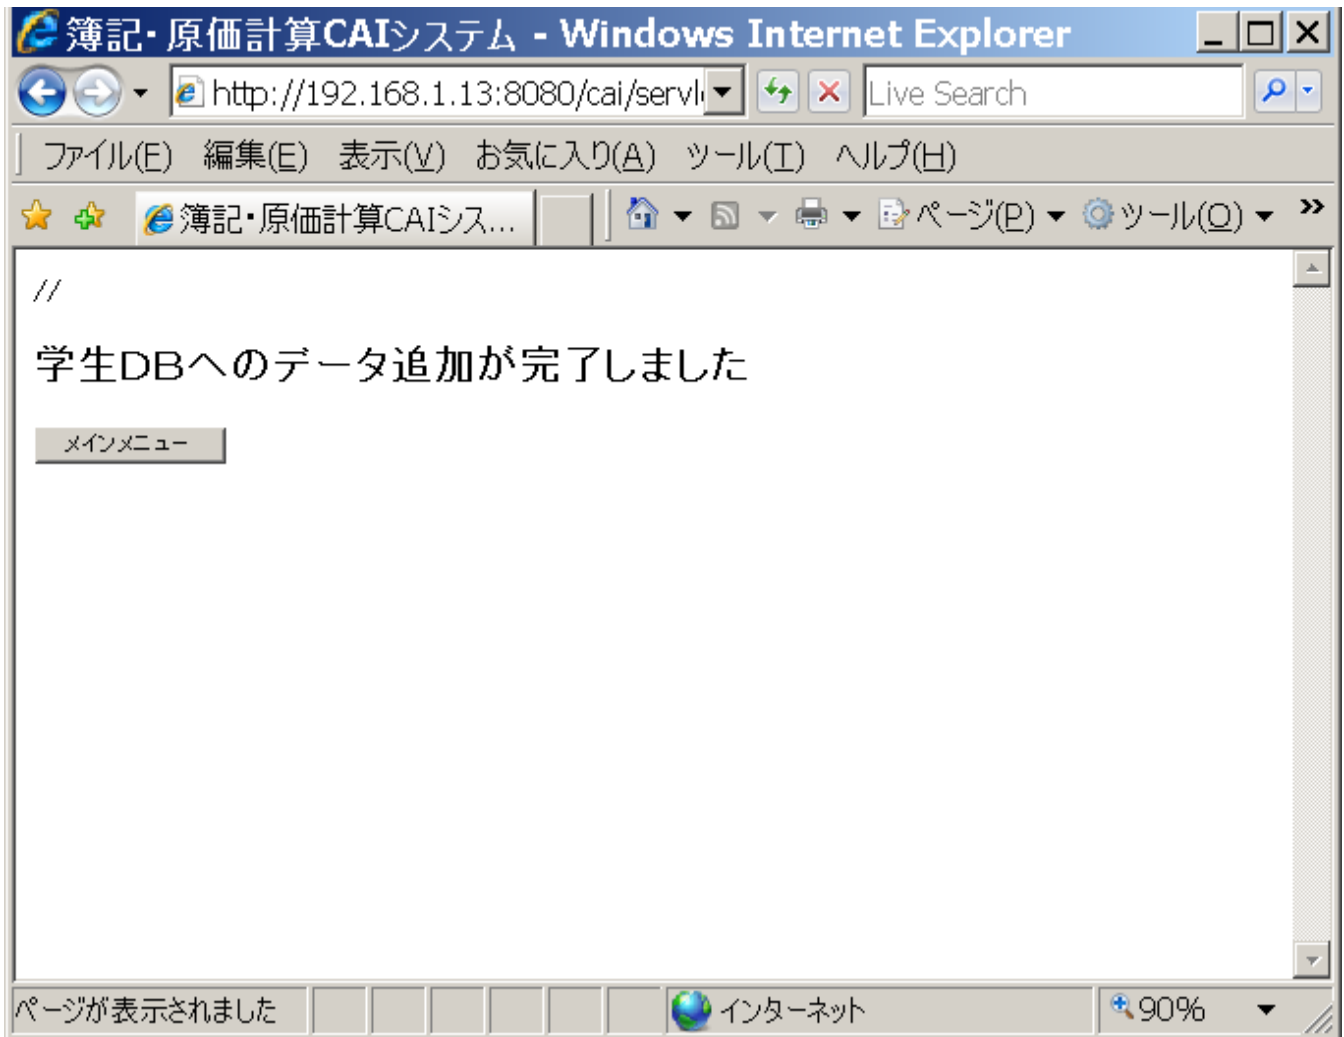 簿記・原価計算CAIシステム - Windows Internet Explorer
http://192.168.1.13:8080/cai/servl
Live Search
ファイル(F) 編集(E) 表示(V) お気に入り(A) ツール(T) ヘルプ(H)
簿記・原価計算CAIシス... ページ(P) ツール(O) »
//
学生DBへのデータ追加が完了しました
メインメニュー
ページが表示されました インターネット 90%